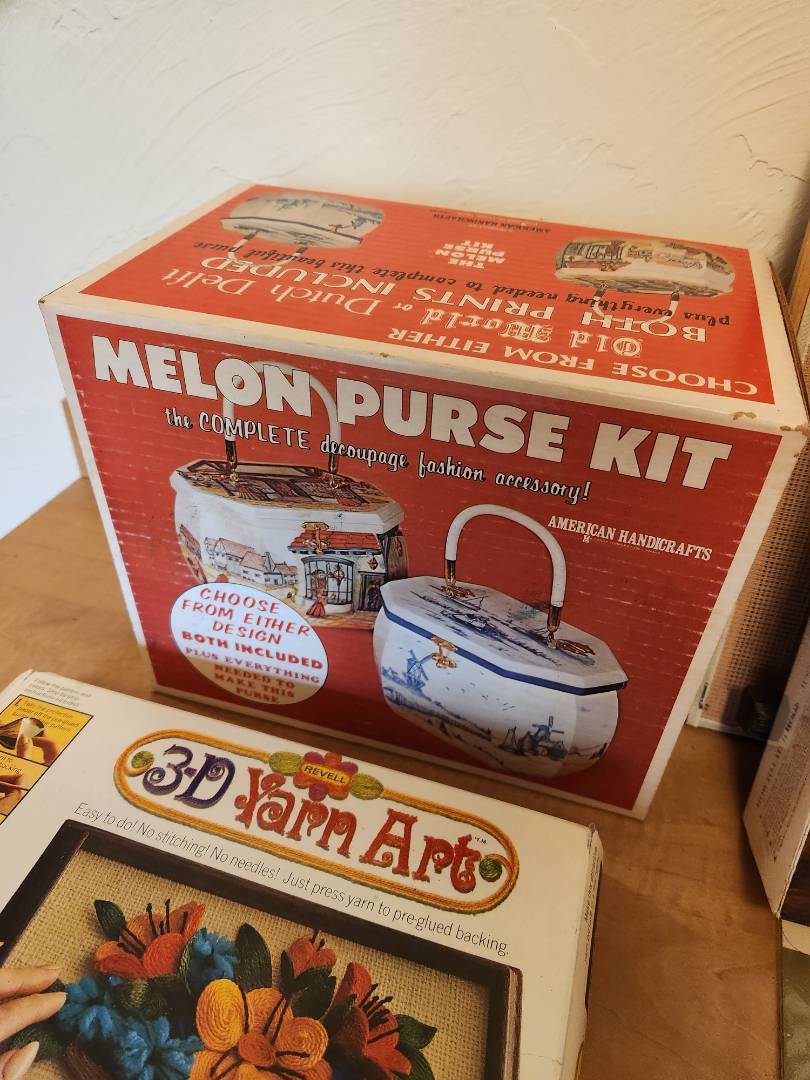 CHOOSE FROM EITHER
Old World or Dutch Delft
BOTH PRINTS INCLUDED
plus everything needed to complete this beautiful purse
THE
MELON
PURSE
KIT
AMERICAN HANDICRAFTS
MELON PURSE KIT
the COMPLETE decoupage fashion accessory!
AMERICAN HANDICRAFTS
CHOOSE
FROM EITHER
DESIGN
BOTH INCLUDED
PLUS EVERYTHING
NEEDED TO
MAKE THIS
PURSE
REVELL
3-D Yarn Art
T.M.
Easy to do! No stitching! No needles! Just press yarn to pre-glued backing.